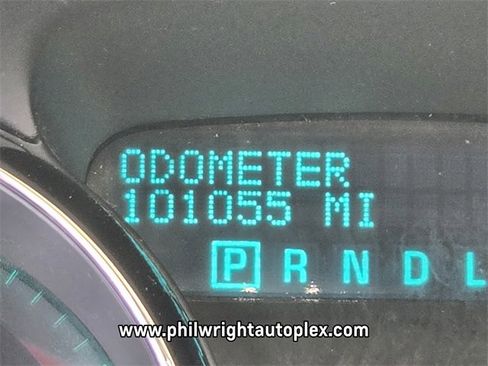 ODOMETER
101055 MI
P R N D L
www.philwrightautoplex.com